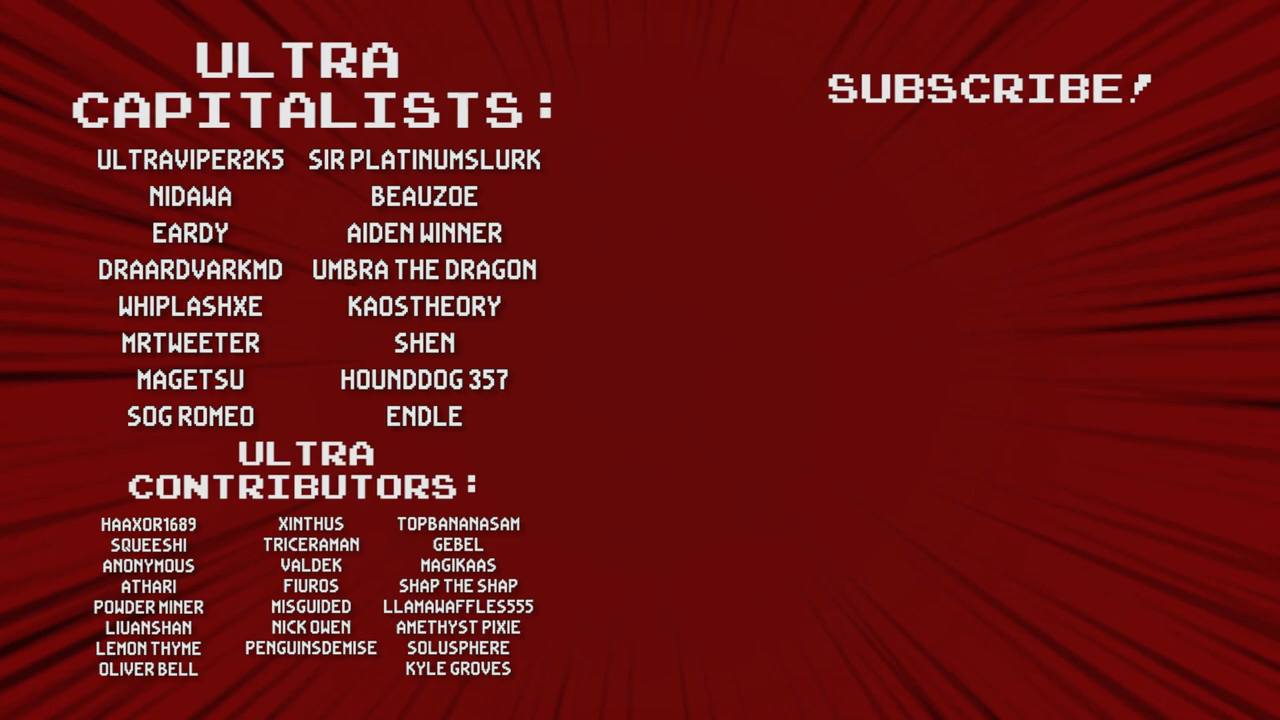 ULTRA
CAPITALISTS:
ULTRAVIPER2K5 SIR PLATINUMSLURK
NIDAWA BEAUZOE
EARDY AIDEN WINNER
DRAARDVARKMD UMBRA THE DRAGON
WHIPLASHXE KAOSTHEORY
MRTWEETER SHEN
MAGETSU HOUNDDOG 357
SOG ROMEO ENDLE
ULTRA
CONTRIBUTORS:
HAAXOR1689 XINTHUS TOPBANANASAM
SQUEESHI TRICERAMAN GEBEL
ANONYMOUS VALDEK MAGIKAAS
ATHARI FIUROS SHAP THE SHAP
POWDER MINER MISGUIDED LLAMAWAFFLES555
LIUANSHAN NICK OWEN AMETHYST PIXIE
LEMON THYME PENGUINSDEMISE SOLUSPHERE
OLIVER BELL KYLE GROVES
SUBSCRIBE!